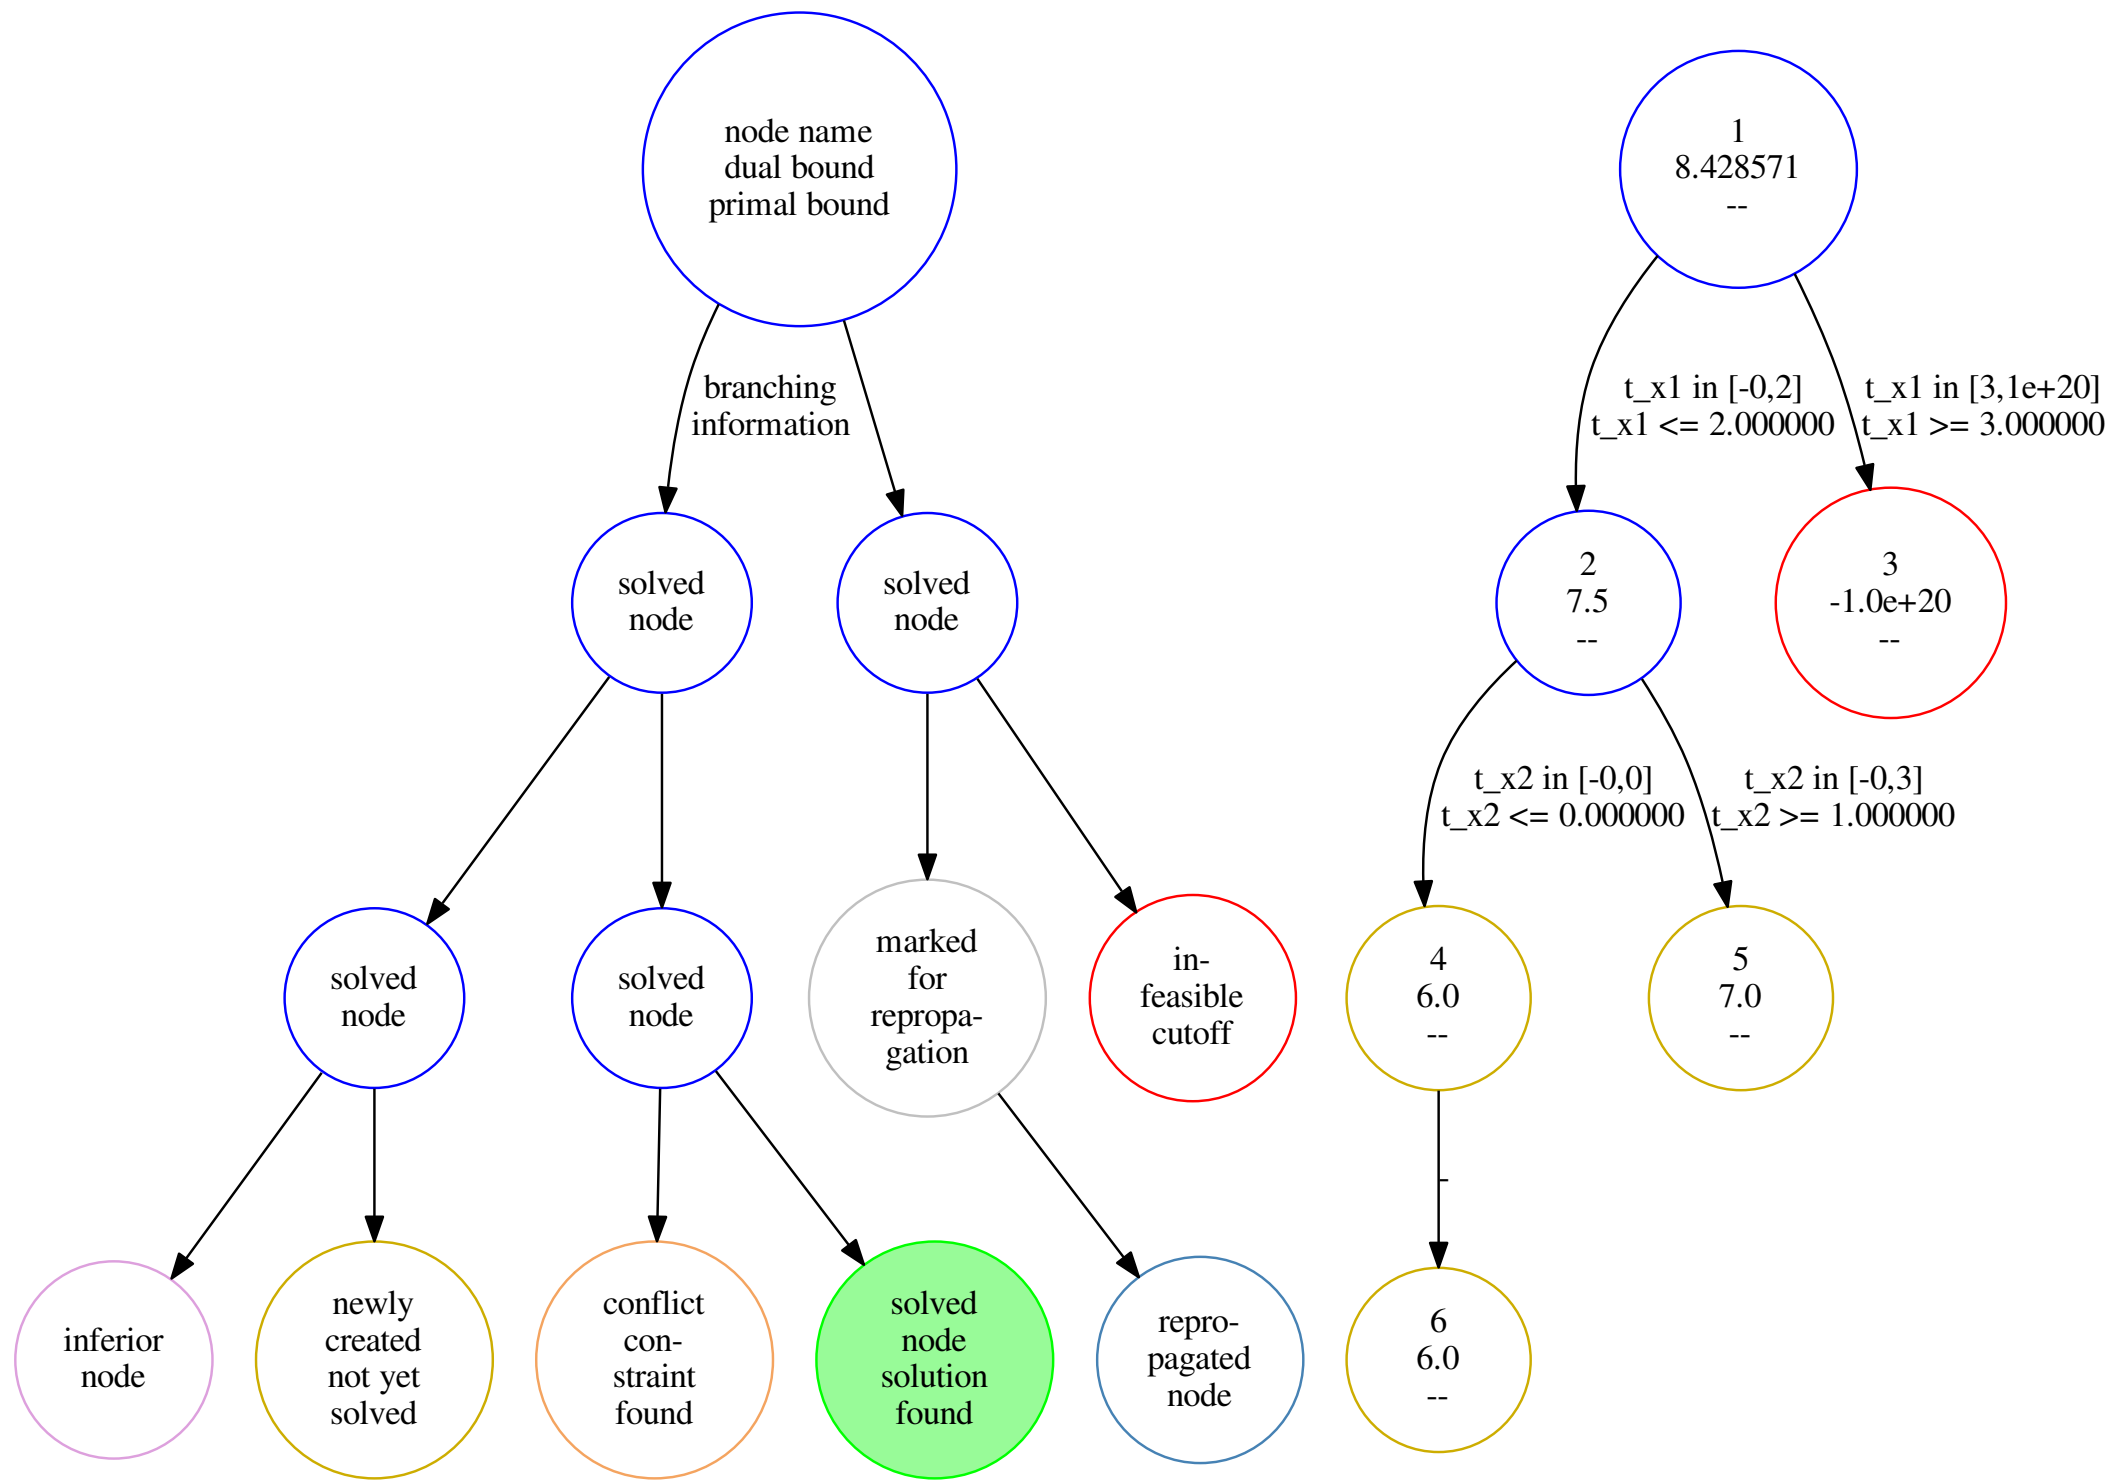 node name
dual bound
primal bound
branching
information
solved
node
solved
node
solved
node
solved
node
marked
for
repropa-
gation
in-
feasible
cutoff
inferior
node
newly
created
not yet
solved
conflict
con-
straint
found
solved
node
solution
found
repro-
pagated
node
1
8.428571
--
t_x1 in [-0,2]
t_x1 <= 2.000000
t_x1 in [3,1e+20]
t_x1 >= 3.000000
2
7.5
--
3
-1.0e+20
--
t_x2 in [-0,0]
t_x2 <= 0.000000
t_x2 in [-0,3]
t_x2 >= 1.000000
4
6.0
--
5
7.0
--
-
6
6.0
--